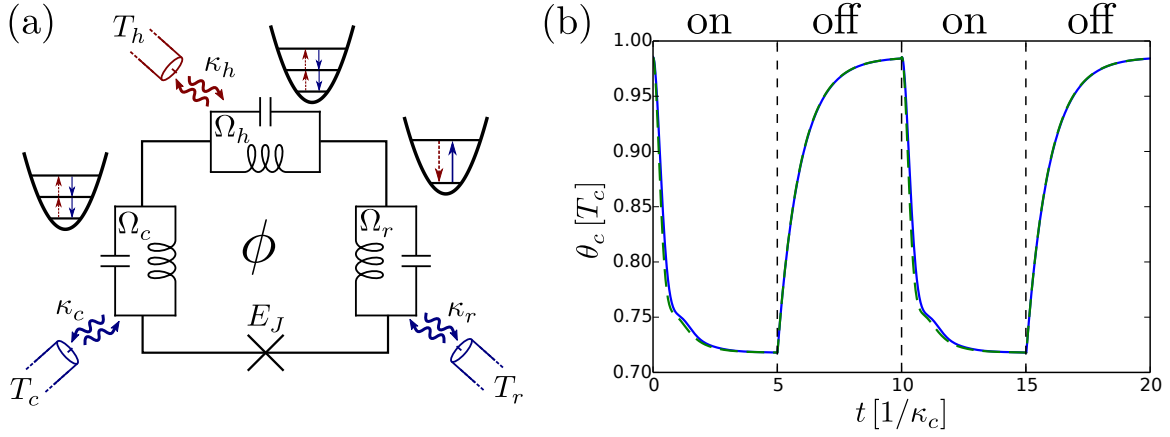 (a)
T_h
κ_h
Ω_h
Ω_c
Ω_r
ϕ
κ_c
E_J
κ_r
T_c
T_r
(b)
on off on off
θ_c [T_c]
1.00
0.95
0.90
0.85
0.80
0.75
0.70
0 5 10 15 20
t [1/κ_c]